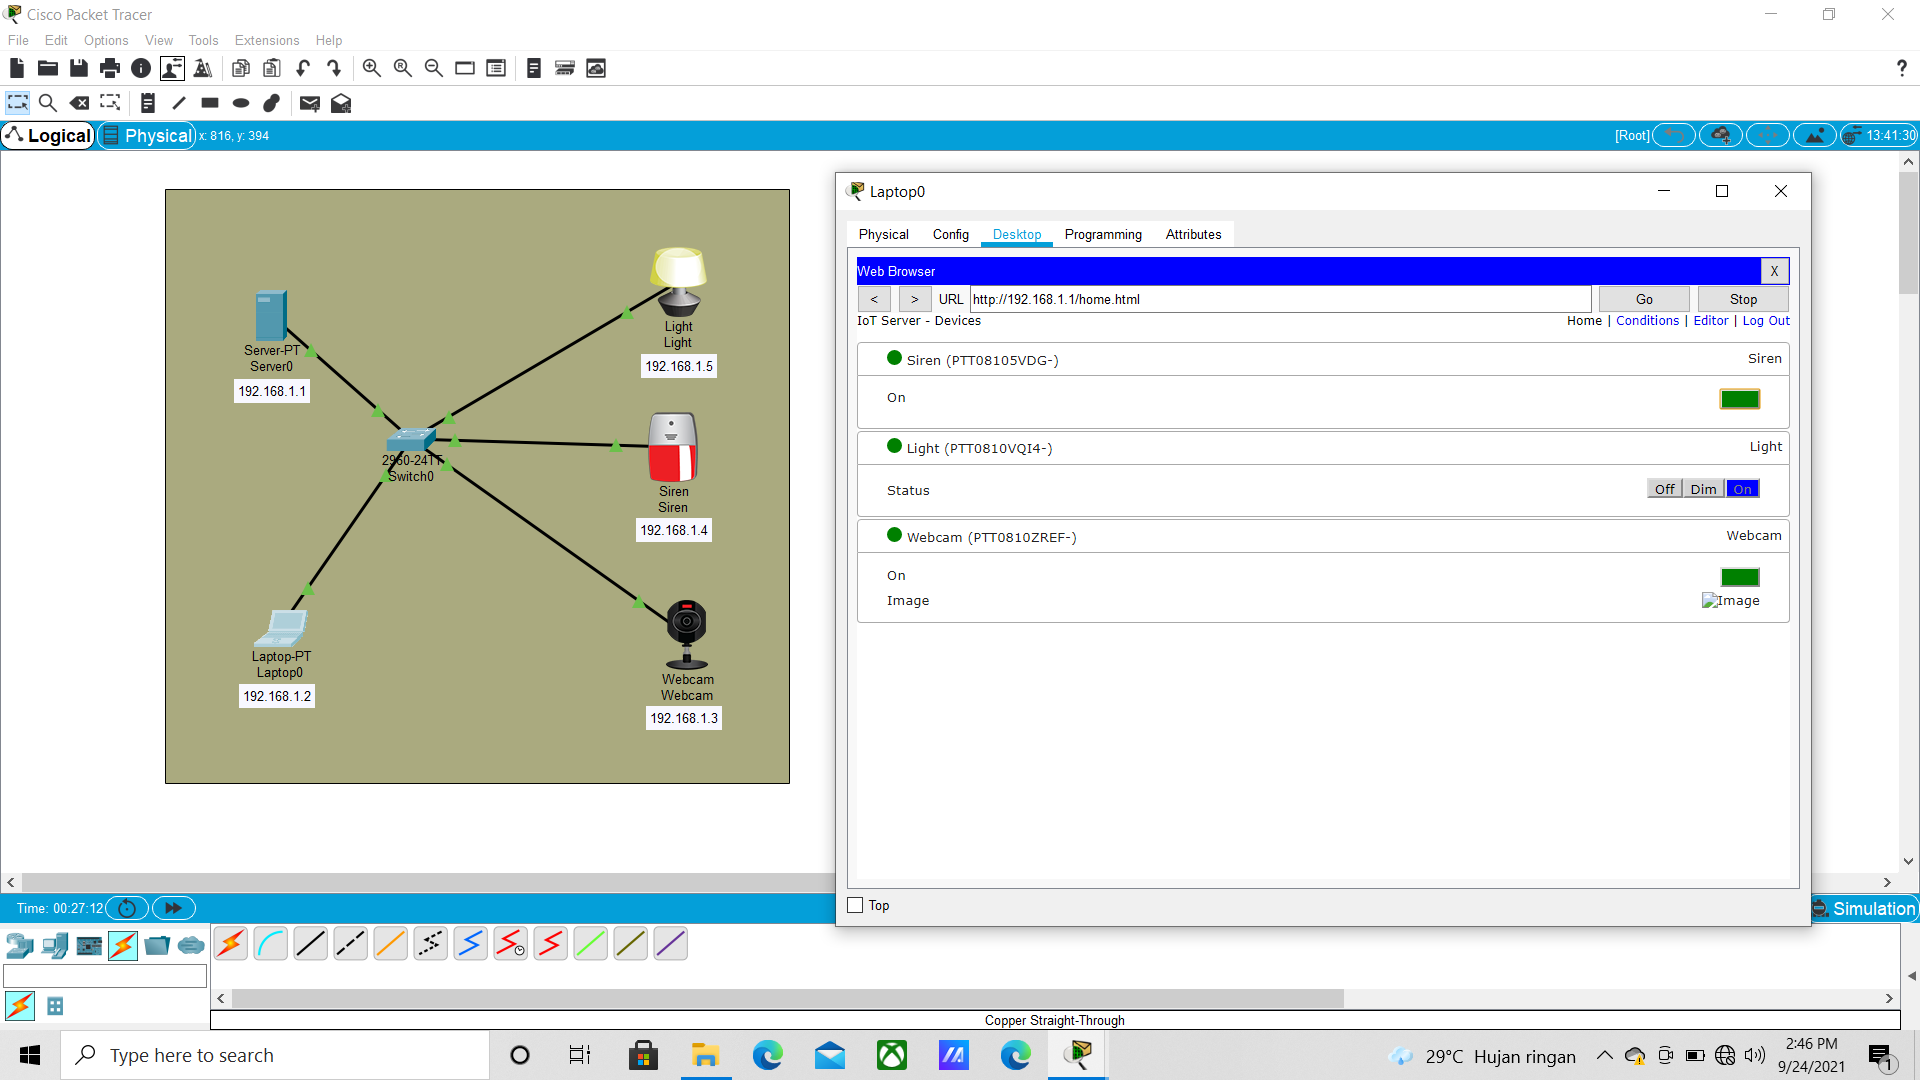 Cisco Packet Tracer
File Edit Options View Tools Extensions Help
?
Logical Physical x: 816, y: 394 [Root] 13:41:30
Light
Light
192.168.1.5
Server-PT
Server0
192.168.1.1
2960-24TT
Switch0
Siren
Siren
192.168.1.4
Laptop-PT
Laptop0
192.168.1.2
Webcam
Webcam
192.168.1.3
Laptop0
Physical Config Desktop Programming Attributes
Web Browser X
< > URL http://192.168.1.1/home.html Go Stop
IoT Server - Devices Home | Conditions | Editor | Log Out
Siren (PTT08105VDG-) Siren
On
Light (PTT0810VQI4-) Light
Status Off Dim On
Webcam (PTT0810ZREF-) Webcam
On
Image Image
Top
Time: 00:27:12 Simulation
Copper Straight-Through
Type here to search
29°C Hujan ringan
2:46 PM
9/24/2021
1